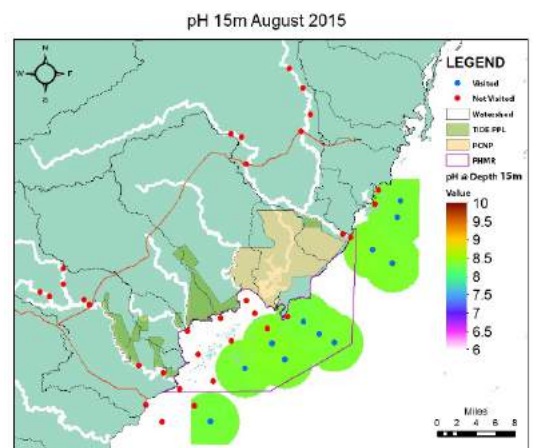 pH 15m August 2015
N
W
E
S
LEGEND
Visited
Not Visited
Watershed
TIDE PPL
PCNP
PHMR
pH @ Depth 15m
Value
10
9.5
9
8.5
8
7.5
7
6.5
6
Miles
0 2 4 6 8